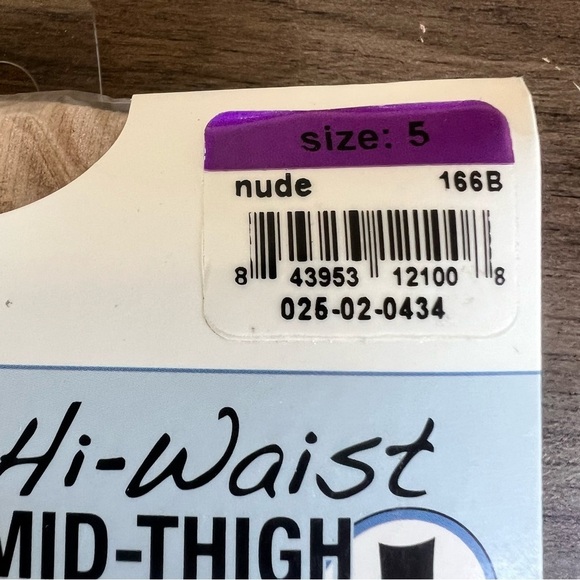 size: 5
nude 166B
8 43953 12100 8
025-02-0434
Hi-Waist
MID-THIGH